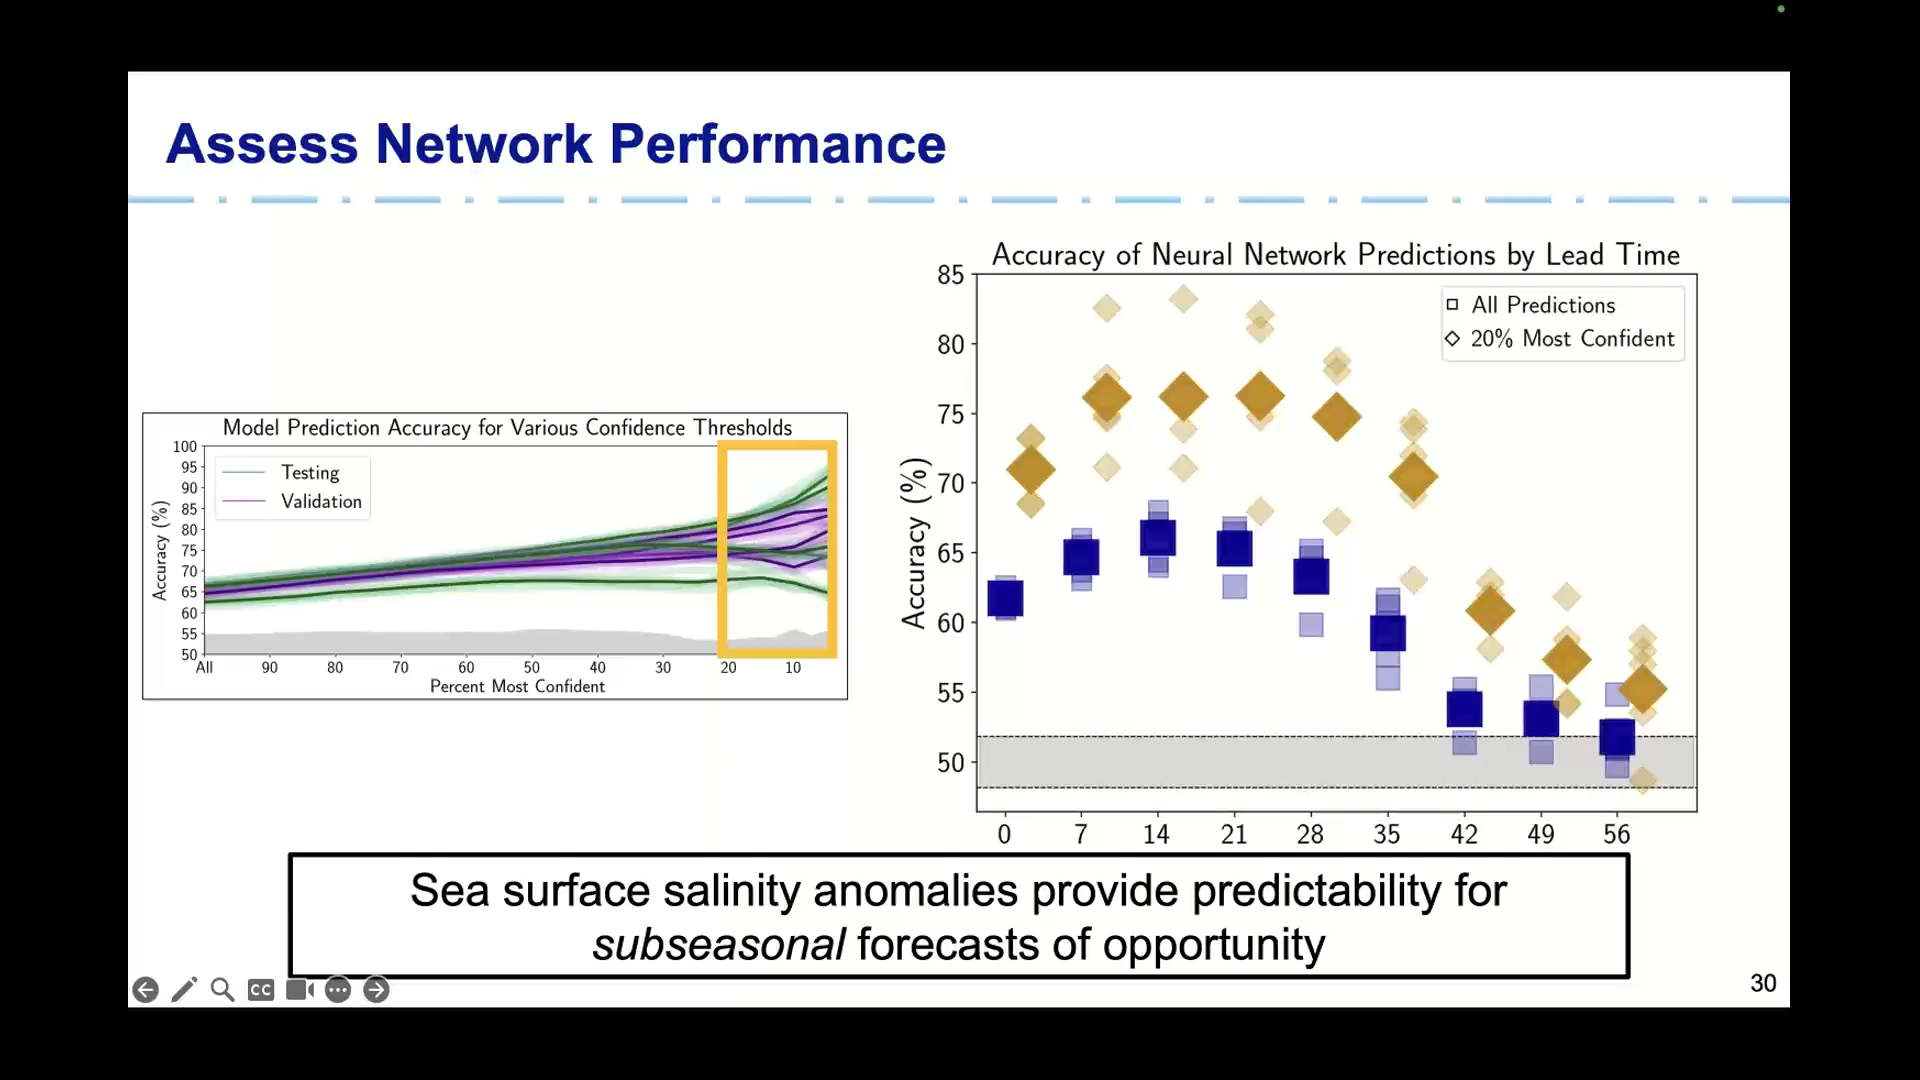 Assess Network Performance
Model Prediction Accuracy for Various Confidence Thresholds
Testing
Validation
Accuracy (%)
100
95
90
85
80
75
70
65
60
55
50
All
90
80
70
60
50
40
30
20
10
Percent Most Confident
Accuracy of Neural Network Predictions by Lead Time
All Predictions
20% Most Confident
Accuracy (%)
85
80
75
70
65
60
55
50
0
7
14
21
28
35
42
49
56
Sea surface salinity anomalies provide predictability for
subseasonal forecasts of opportunity
CC
30